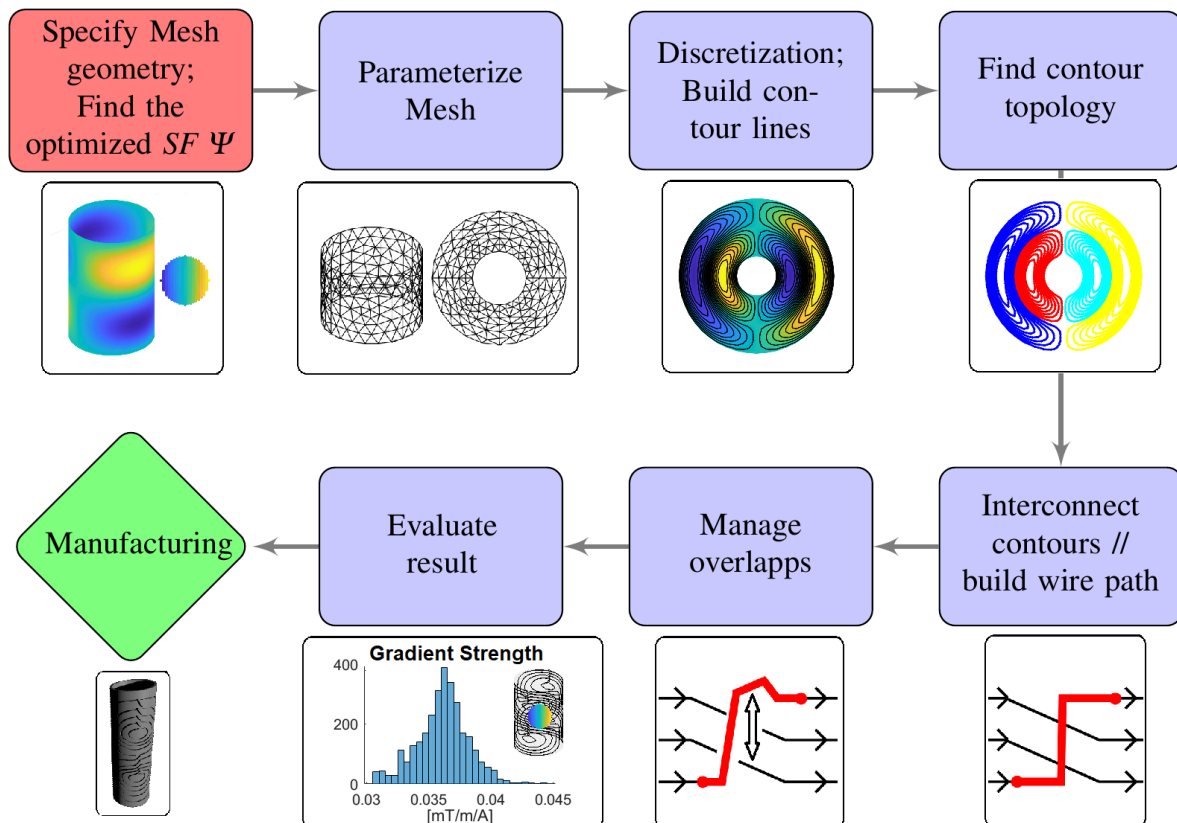 Specify Mesh
geometry;
Find the
optimized SF Ψ
Parameterize
Mesh
Discretization;
Build con-
tour lines
Find contour
topology
Manufacturing
Evaluate
result
Manage
overlapps
Interconnect
contours //
build wire path
Gradient Strength
400
200
0
0.03
0.035
0.04
0.045
[mT/m/A]